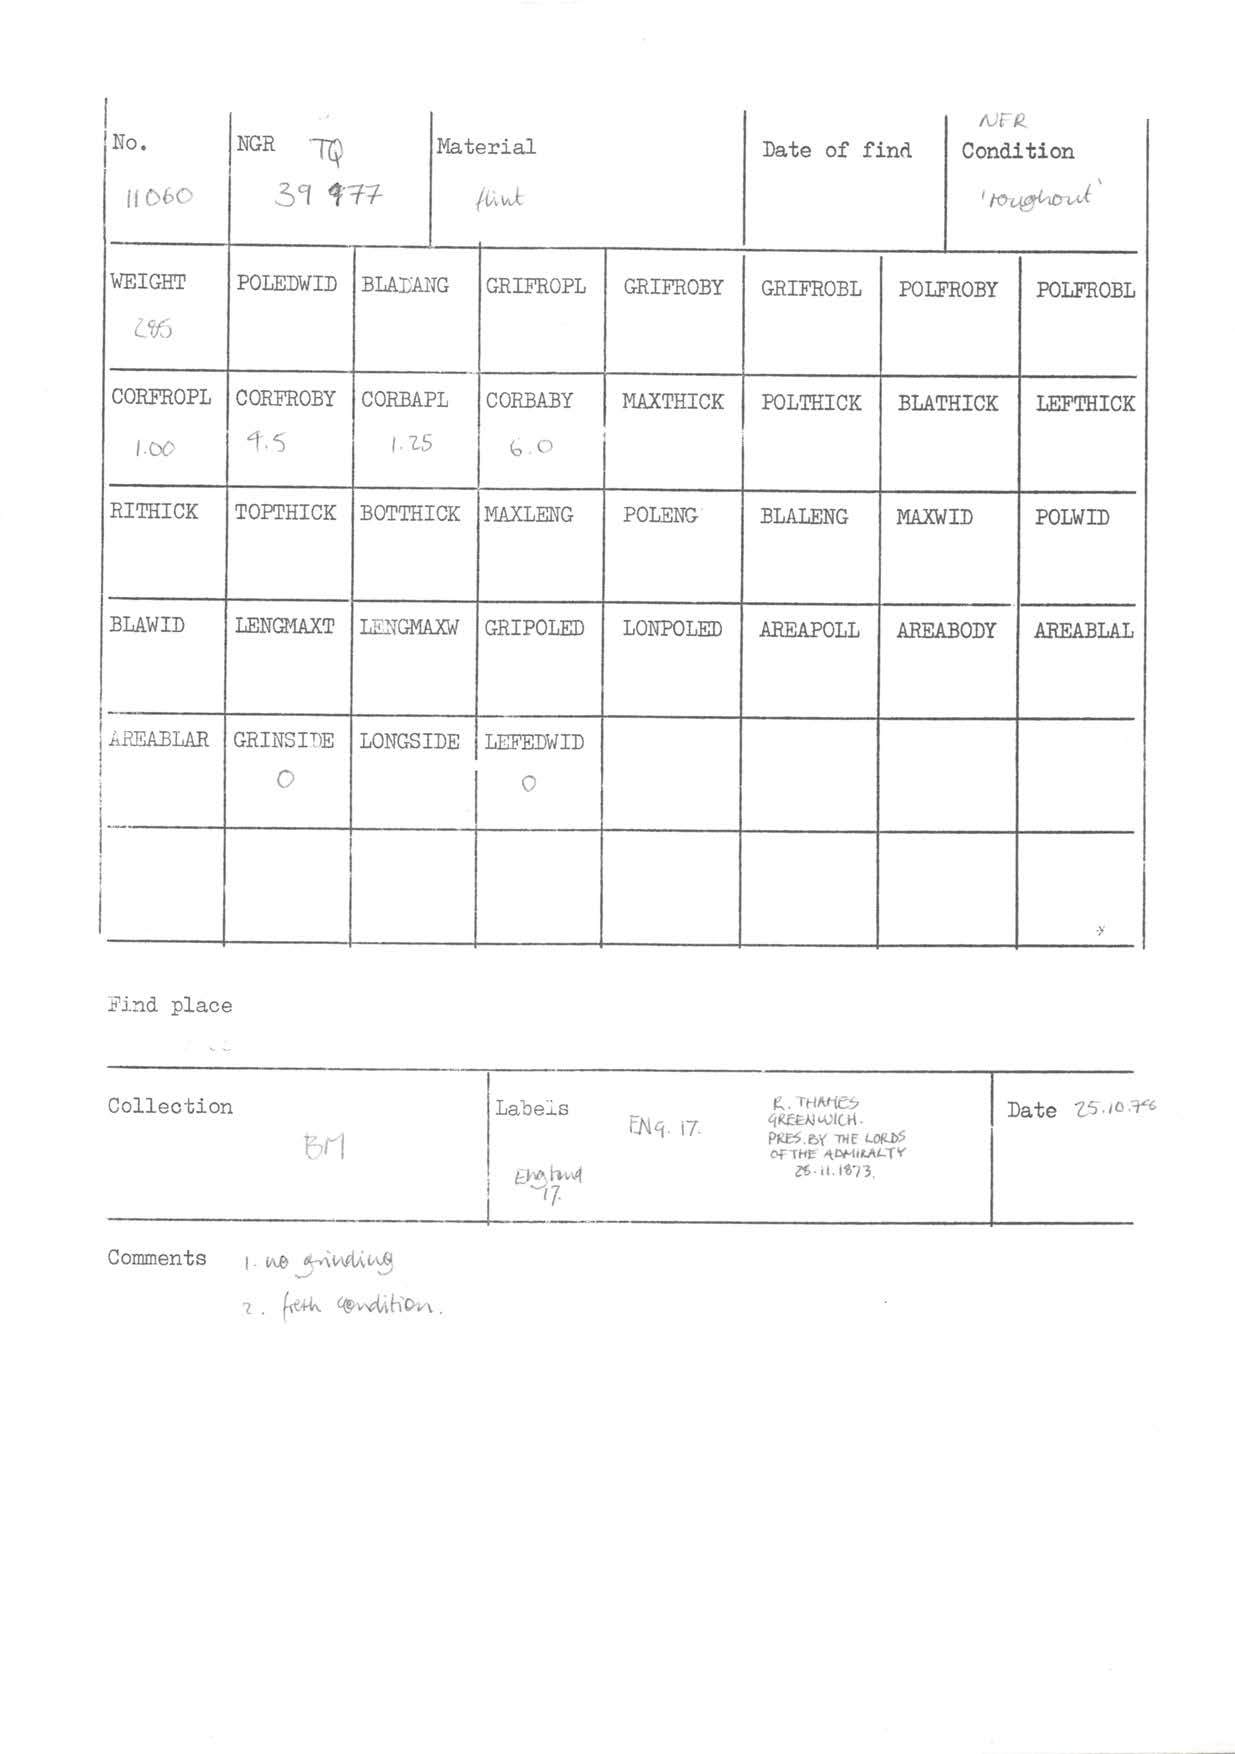 NFR
No. NGR TQ Material Date of find Condition
11060 39 77 flint 'roughout'
WEIGHT POLEDWID BLADANG GRIFROPL GRIFROBY GRIFROBL POLFROBY POLFROBL
285
CORFROPL CORFROBY CORBAPL CORBABY MAXTHICK POLTHICK BLATHICK LEFTHICK
1.00 9.5 1.25 6.0
RITHICK TOPTHICK BOTTHICK MAXLENG POLENG BLALENG MAXWID POLWID
BLAWID LENGMAXT LENGMAXW GRIPOLED LONPOLED AREAPOLL AREABODY AREABLAL
AREABLAR GRINSIDE LONGSIDE LEFEDWID
0 0
Find place
Collection
BM
Labels
ENG. 17.
England
17.
R. THAMES
GREENWICH.
PRES. BY THE LORDS
OF THE ADMIRALTY
28.11.1873.
Date 25.10.78
Comments 1. no grinding
2. fresh condition.